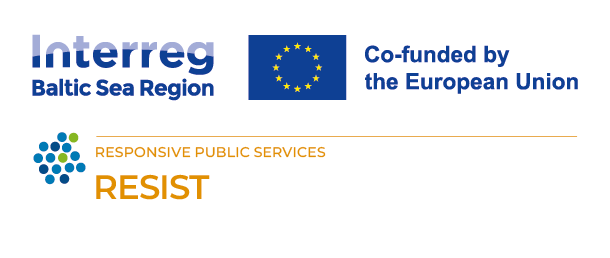 Interreg
Baltic Sea Region
Co-funded by
the European Union
RESPONSIVE PUBLIC SERVICES
RESIST